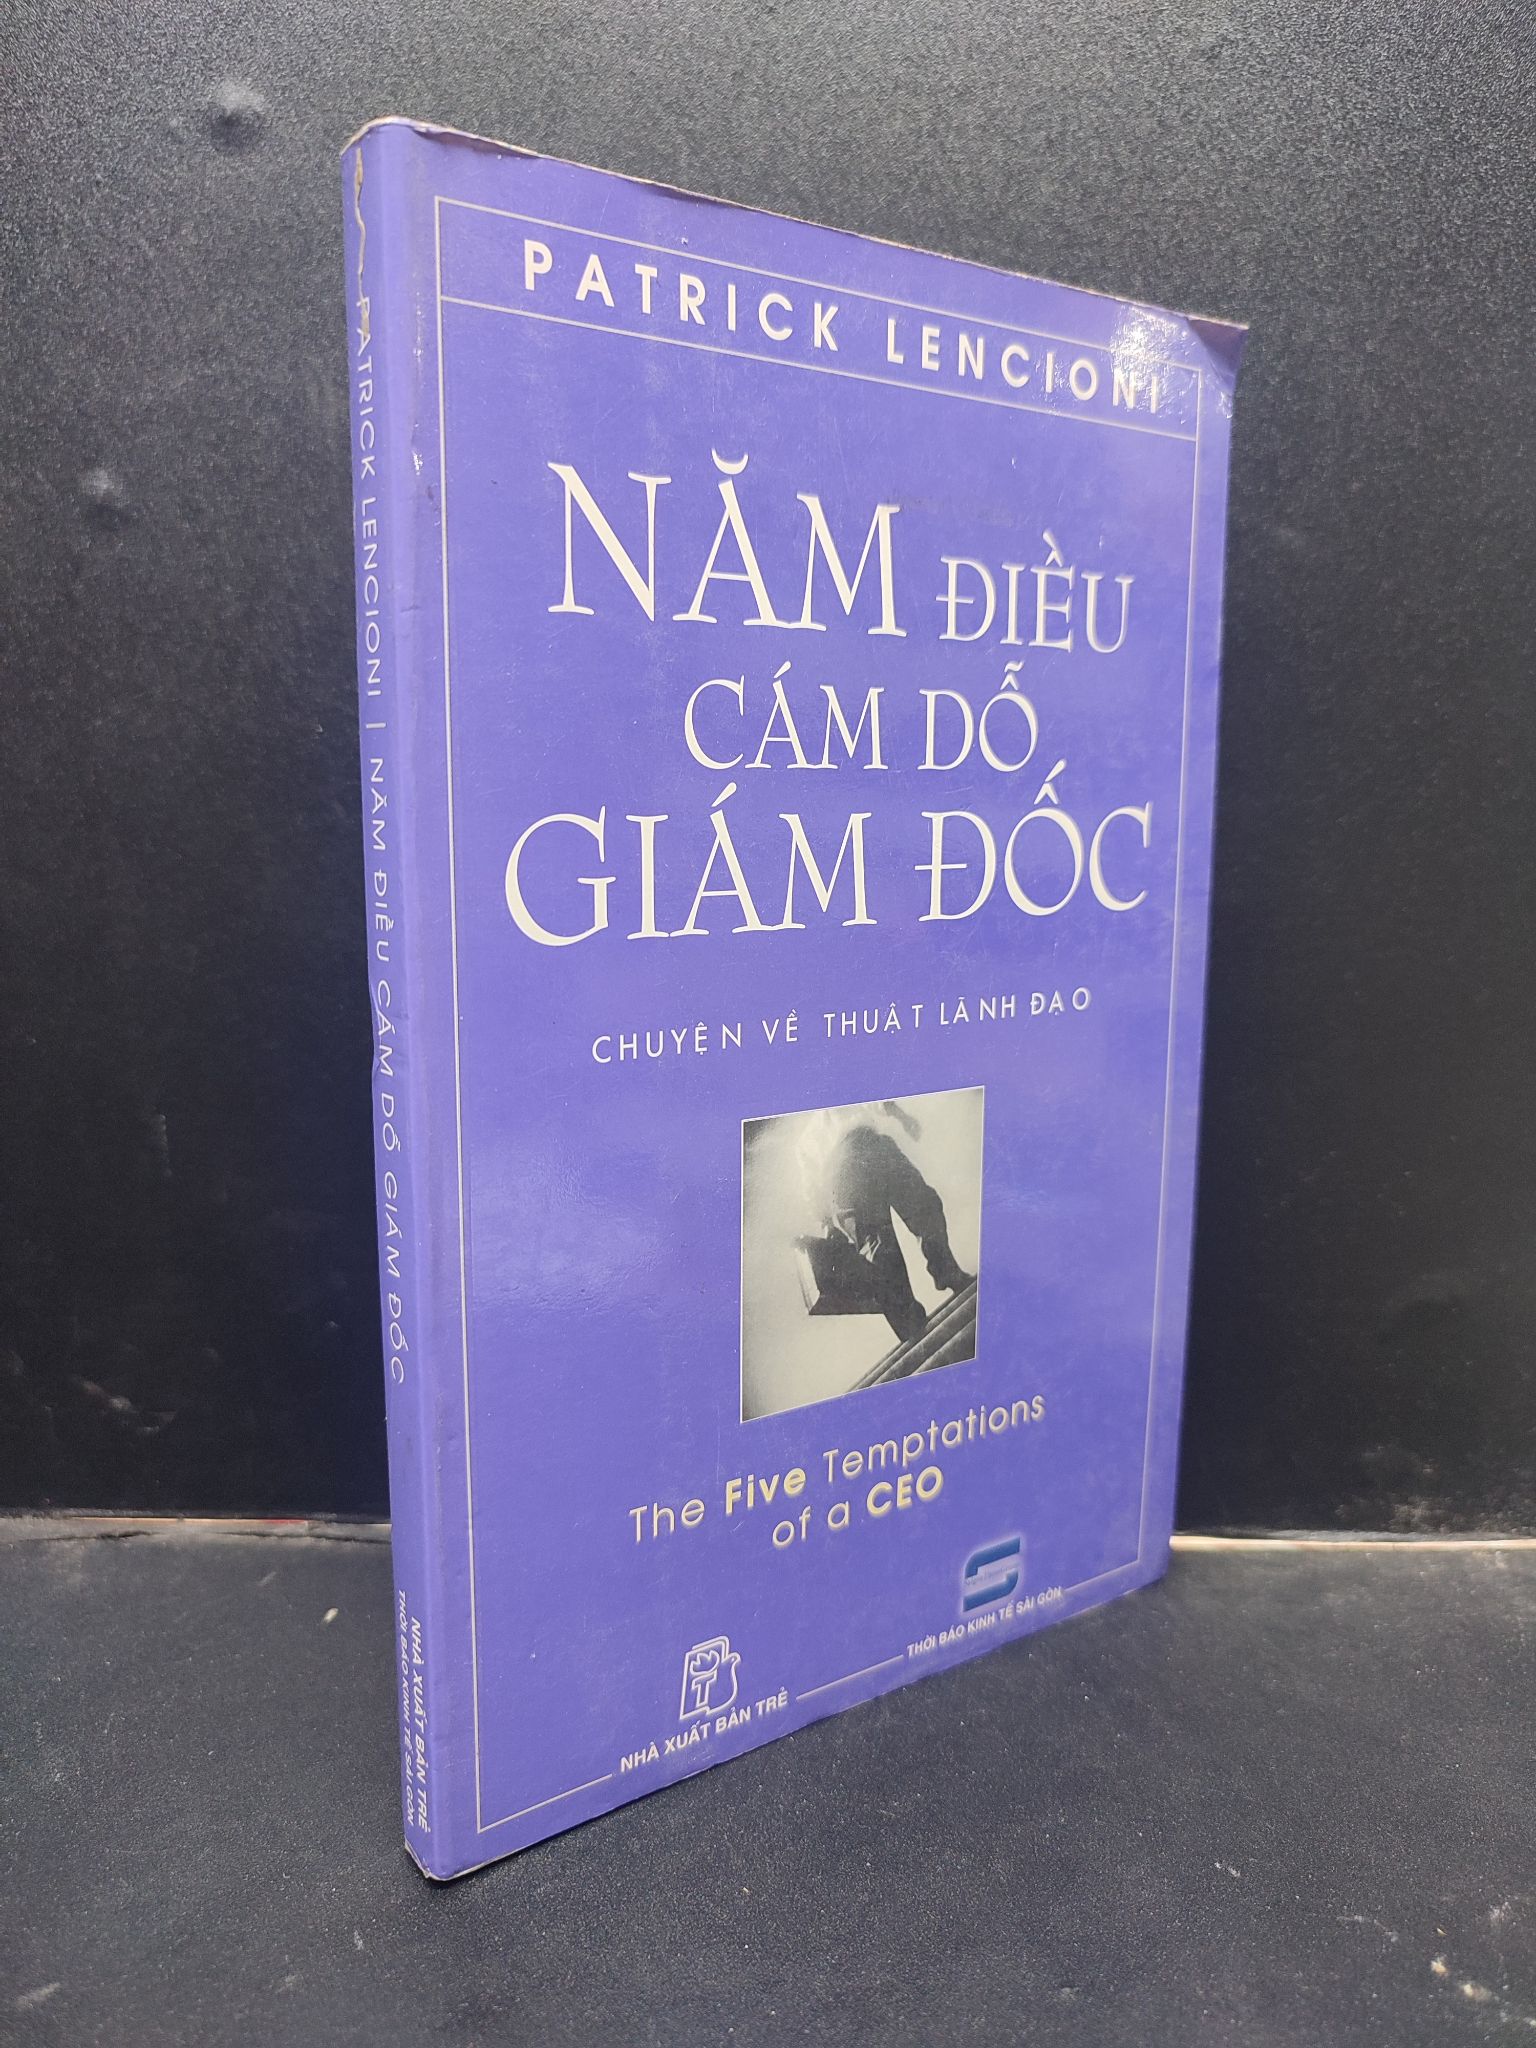 PATRICK LENCIONI
NĂM ĐIỀU
CÁM DỖ
GIÁM ĐỐC
CHUYỆN VỀ THUẬT LÃNH ĐẠO
The Five Temptations
of a CEO
THỜI BÁO KINH TẾ SÀI GÒN
NHÀ XUẤT BẢN TRẺ
PATRICK LENCIONI | NĂM ĐIỀU CÁM DỖ GIÁM ĐỐC
NHÀ XUẤT BẢN TRẺ
THỜI BÁO KINH TẾ SÀI GÒN